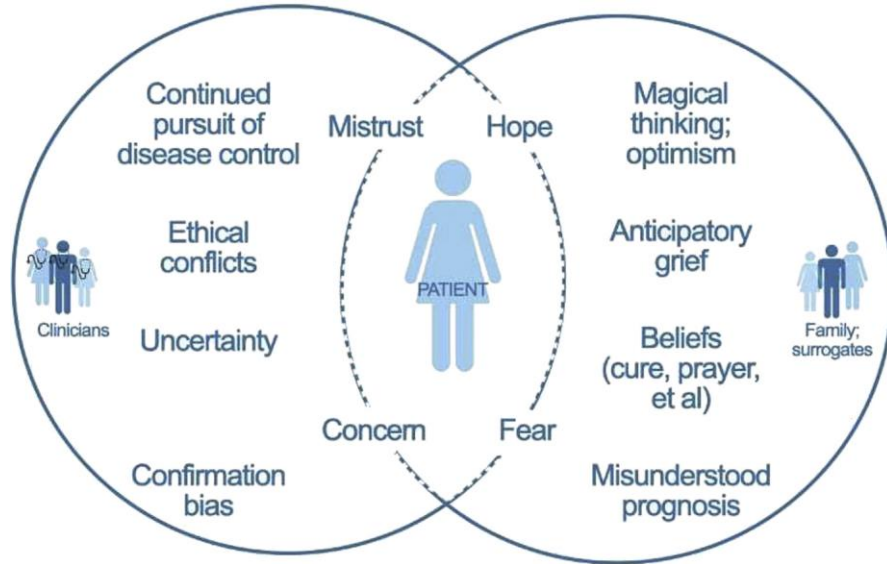 Continued
pursuit of
disease control
Mistrust
Hope
Magical
thinking;
optimism
Ethical
conflicts
Anticipatory
grief
Clinicians
PATIENT
Family;
surrogates
Uncertainty
Beliefs
(cure, prayer,
et al)
Concern
Fear
Confirmation
bias
Misunderstood
prognosis